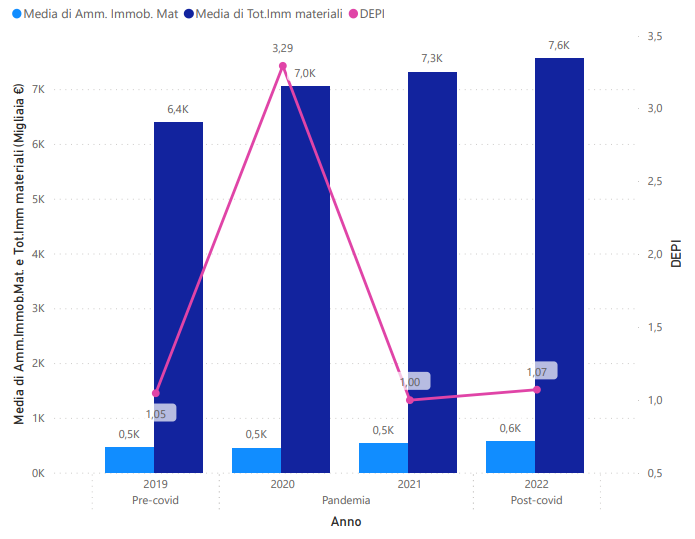 Media di Amm. Immob. Mat Media di Tot.Imm materiali DEPI
Media di Amm.Immob.Mat. e Tot.Imm materiali (Migliaia €)
7K
6K
5K
4K
3K
2K
1K
0K
6,4K
7,0K
7,3K
7,6K
0,5K
0,5K
0,5K
0,6K
1,05
3,29
1,00
1,07
3,5
3,0
2,5
2,0
1,5
1,0
0,5
DEPI
2019 2020 2021 2022
Pre-covid Pandemia Post-covid
Anno